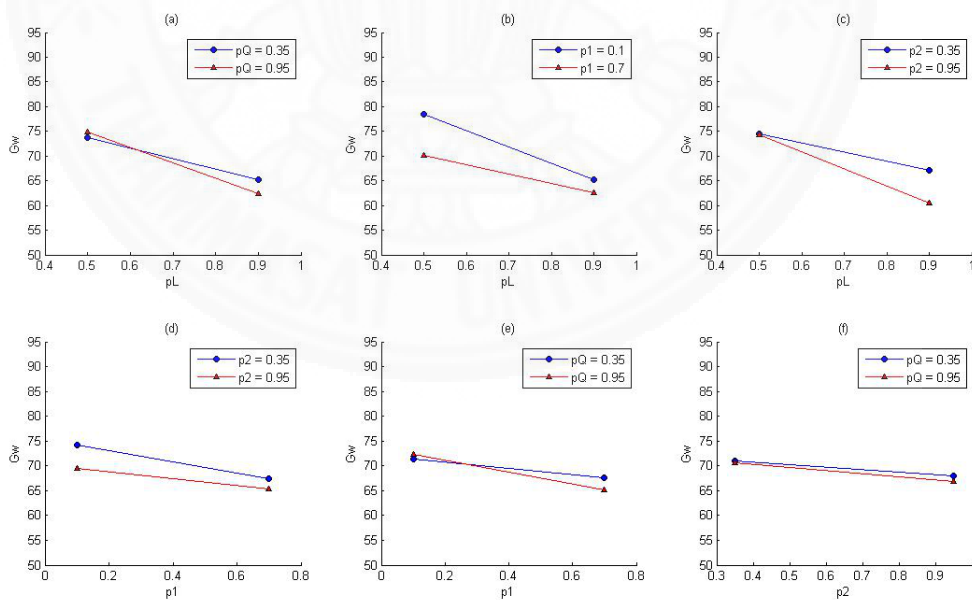 (a)
pQ = 0.35
pQ = 0.95
Gw
95
90
85
80
75
70
65
60
55
50
0.4 0.5 0.6 0.7 0.8 0.9 1
pL
(b)
p1 = 0.1
p1 = 0.7
Gw
95
90
85
80
75
70
65
60
55
50
0.4 0.5 0.6 0.7 0.8 0.9 1
pL
(c)
p2 = 0.35
p2 = 0.95
Gw
95
90
85
80
75
70
65
60
55
50
0.4 0.5 0.6 0.7 0.8 0.9 1
pL
(d)
p2 = 0.35
p2 = 0.95
Gw
95
90
85
80
75
70
65
60
55
50
0 0.2 0.4 0.6 0.8
p1
(e)
pQ = 0.35
pQ = 0.95
Gw
95
90
85
80
75
70
65
60
55
50
0 0.2 0.4 0.6 0.8
p1
(f)
pQ = 0.35
pQ = 0.95
Gw
95
90
85
80
75
70
65
60
55
50
0.3 0.4 0.5 0.6 0.7 0.8 0.9
p2
UNIVERSITY